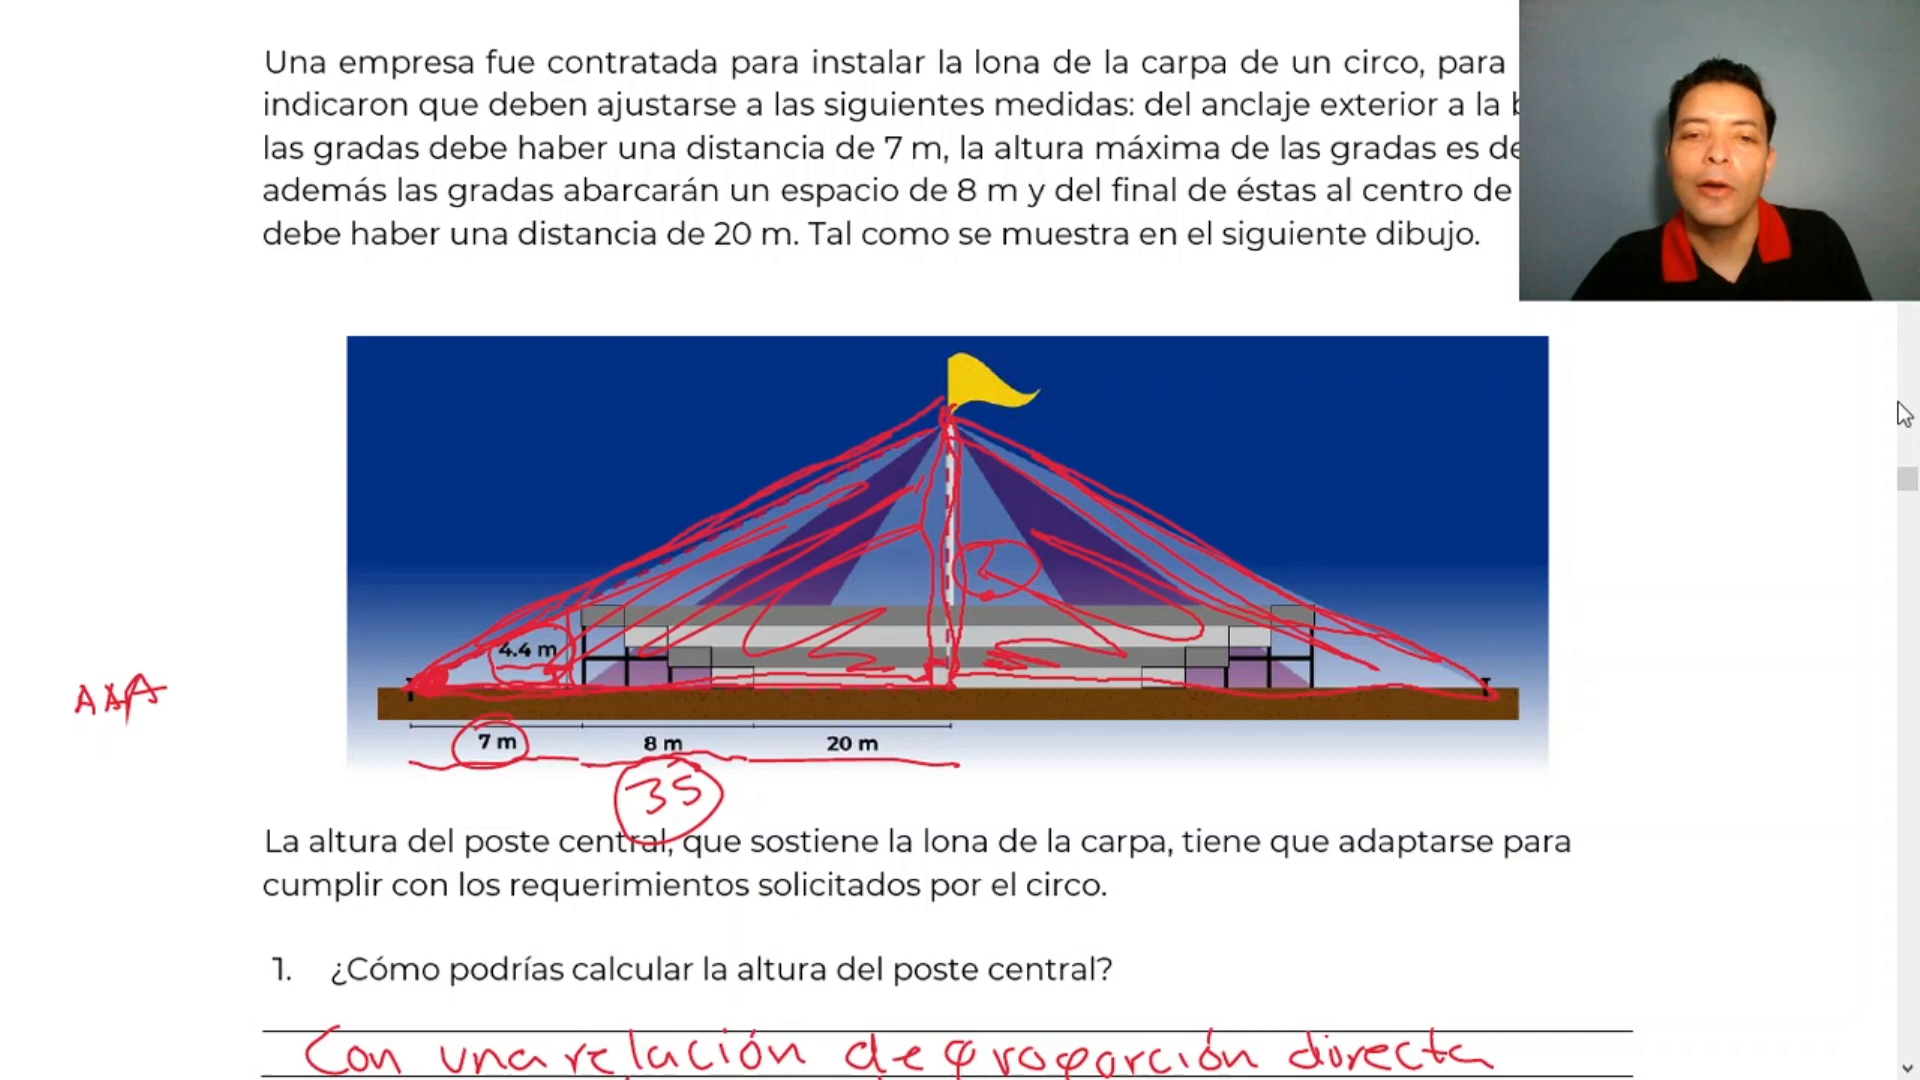 Una empresa fue contratada para instalar la lona de la carpa de un circo, para
indicaron que deben ajustarse a las siguientes medidas: del anclaje exterior a la
las gradas debe haber una distancia de 7 m, la altura máxima de las gradas es de
además las gradas abarcarán un espacio de 8 m y del final de éstas al centro de
debe haber una distancia de 20 m. Tal como se muestra en el siguiente dibujo.
4.4 m
7 m 8 m 20 m
35
La altura del poste central, que sostiene la lona de la carpa, tiene que adaptarse para
cumplir con los requerimientos solicitados por el circo.
1. ¿Cómo podrías calcular la altura del poste central?
Con una relación de proporción directa